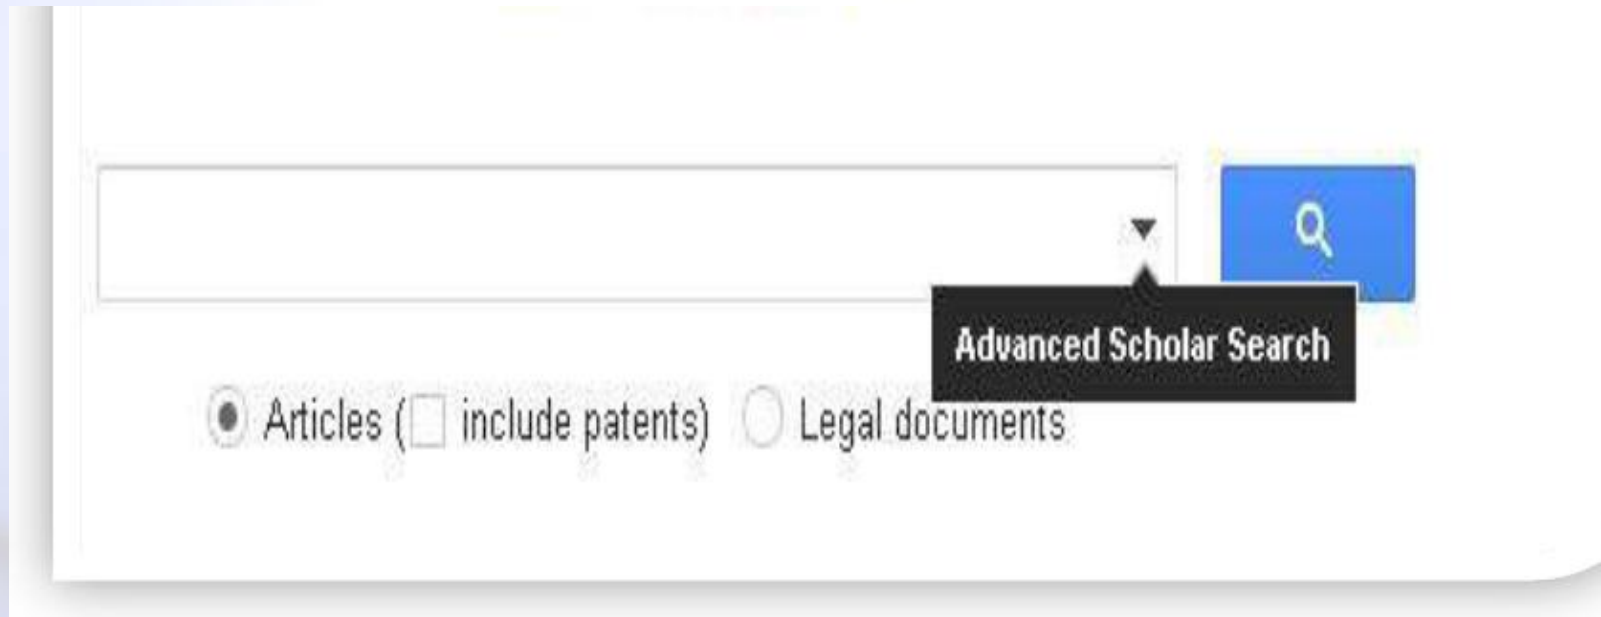 Advanced Scholar Search
Articles ( include patents) Legal documents